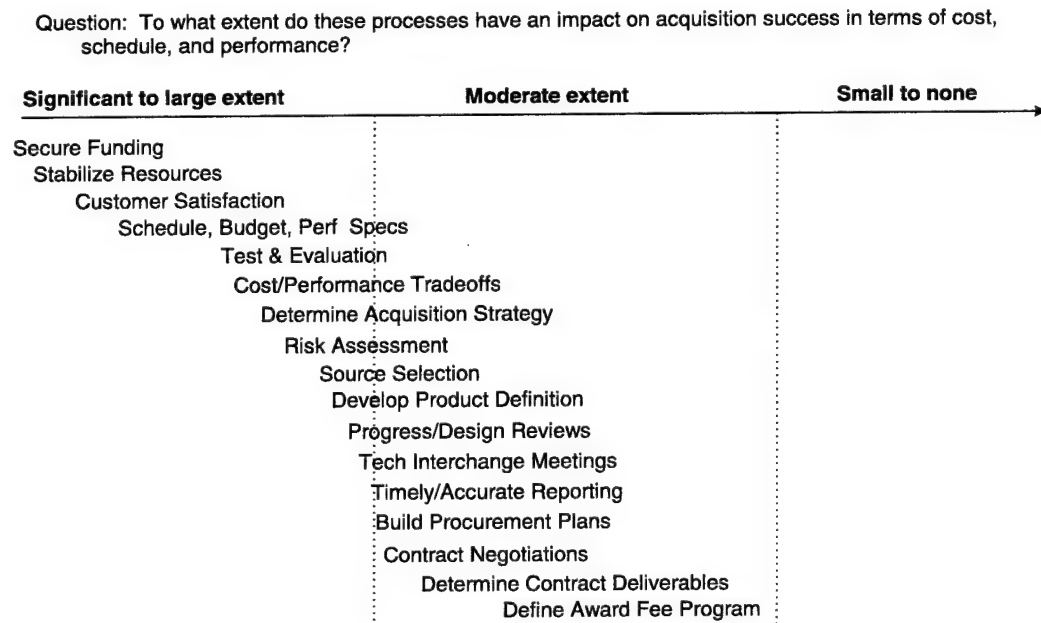 Question: To what extent do these processes have an impact on acquisition success in terms of cost,
schedule, and performance?
Significant to large extent Moderate extent Small to none
Secure Funding
Stabilize Resources
Customer Satisfaction
Schedule, Budget, Perf Specs
Test & Evaluation
Cost/Performance Tradeoffs
Determine Acquisition Strategy
Risk Assessment
Source Selection
Develop Product Definition
Progress/Design Reviews
Tech Interchange Meetings
Timely/Accurate Reporting
Build Procurement Plans
Contract Negotiations
Determine Contract Deliverables
Define Award Fee Program